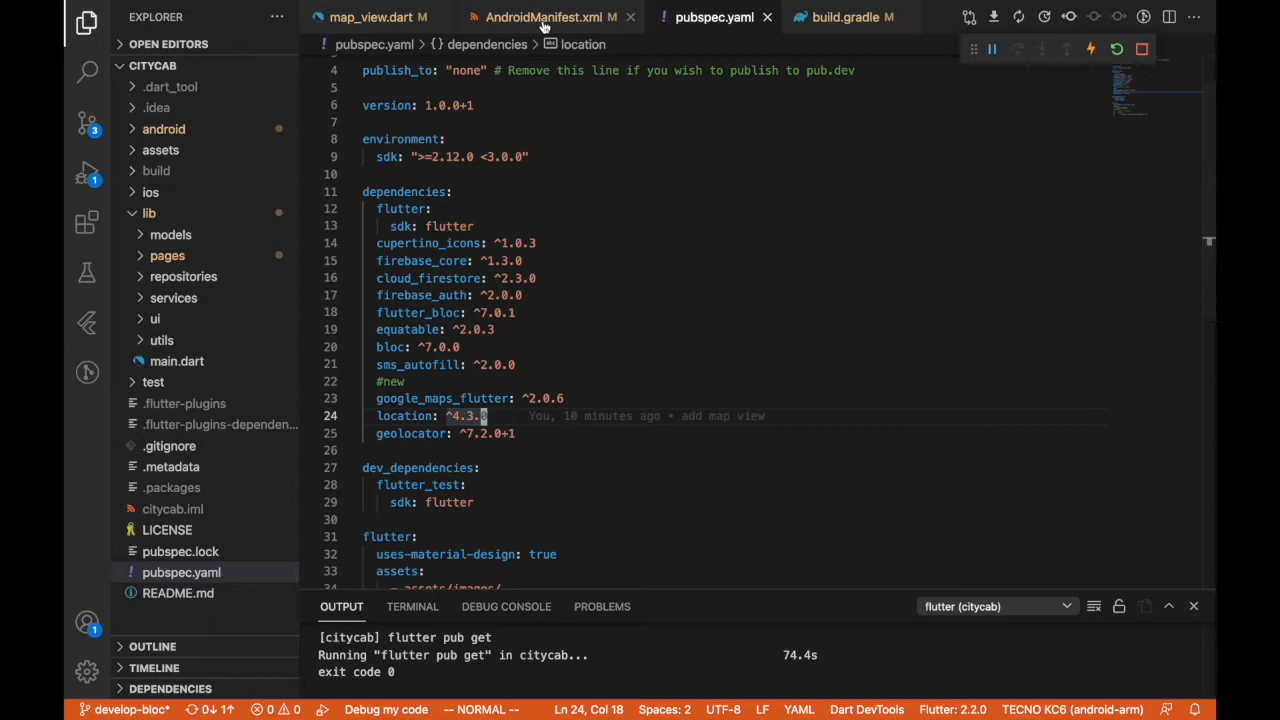 EXPLORER
map_view.dart M
AndroidManifest.xml M
pubspec.yaml
build.gradle M
OPEN EDITORS
pubspec.yaml > {} dependencies > abc location
CITYCAB
.dart_tool
.idea
android
assets
build
ios
lib
models
pages
repositories
services
ui
utils
main.dart
test
.flutter-plugins
.flutter-plugins-dependen...
.gitignore
.metadata
.packages
citycab.iml
LICENSE
pubspec.lock
pubspec.yaml
README.md
OUTLINE
TIMELINE
DEPENDENCIES
3
1
1
4 publish_to: "none" # Remove this line if you wish to publish to pub.dev
5
6 version: 1.0.0+1
7
8 environment:
9 sdk: ">=2.12.0 <3.0.0"
10
11 dependencies:
12 flutter:
13 sdk: flutter
14 cupertino_icons: ^1.0.3
15 firebase_core: ^1.3.0
16 cloud_firestore: ^2.3.0
17 firebase_auth: ^2.0.0
18 flutter_bloc: ^7.0.1
19 equatable: ^2.0.3
20 bloc: ^7.0.0
21 sms_autofill: ^2.0.0
22 #new
23 google_maps_flutter: ^2.0.6
24 location: ^4.3.0 You, 10 minutes ago • add map view
25 geolocator: ^7.2.0+1
26
27 dev_dependencies:
28 flutter_test:
29 sdk: flutter
30
31 flutter:
32 uses-material-design: true
33 assets:
34 - assets/images/
OUTPUT TERMINAL DEBUG CONSOLE PROBLEMS flutter (citycab)
[citycab] flutter pub get
Running "flutter pub get" in citycab... 74.4s
exit code 0
develop-bloc* 0↓ 1↑ 0 0 Debug my code -- NORMAL -- Ln 24, Col 18 Spaces: 2 UTF-8 LF YAML Dart DevTools Flutter: 2.2.0 TECNO KC6 (android-arm)